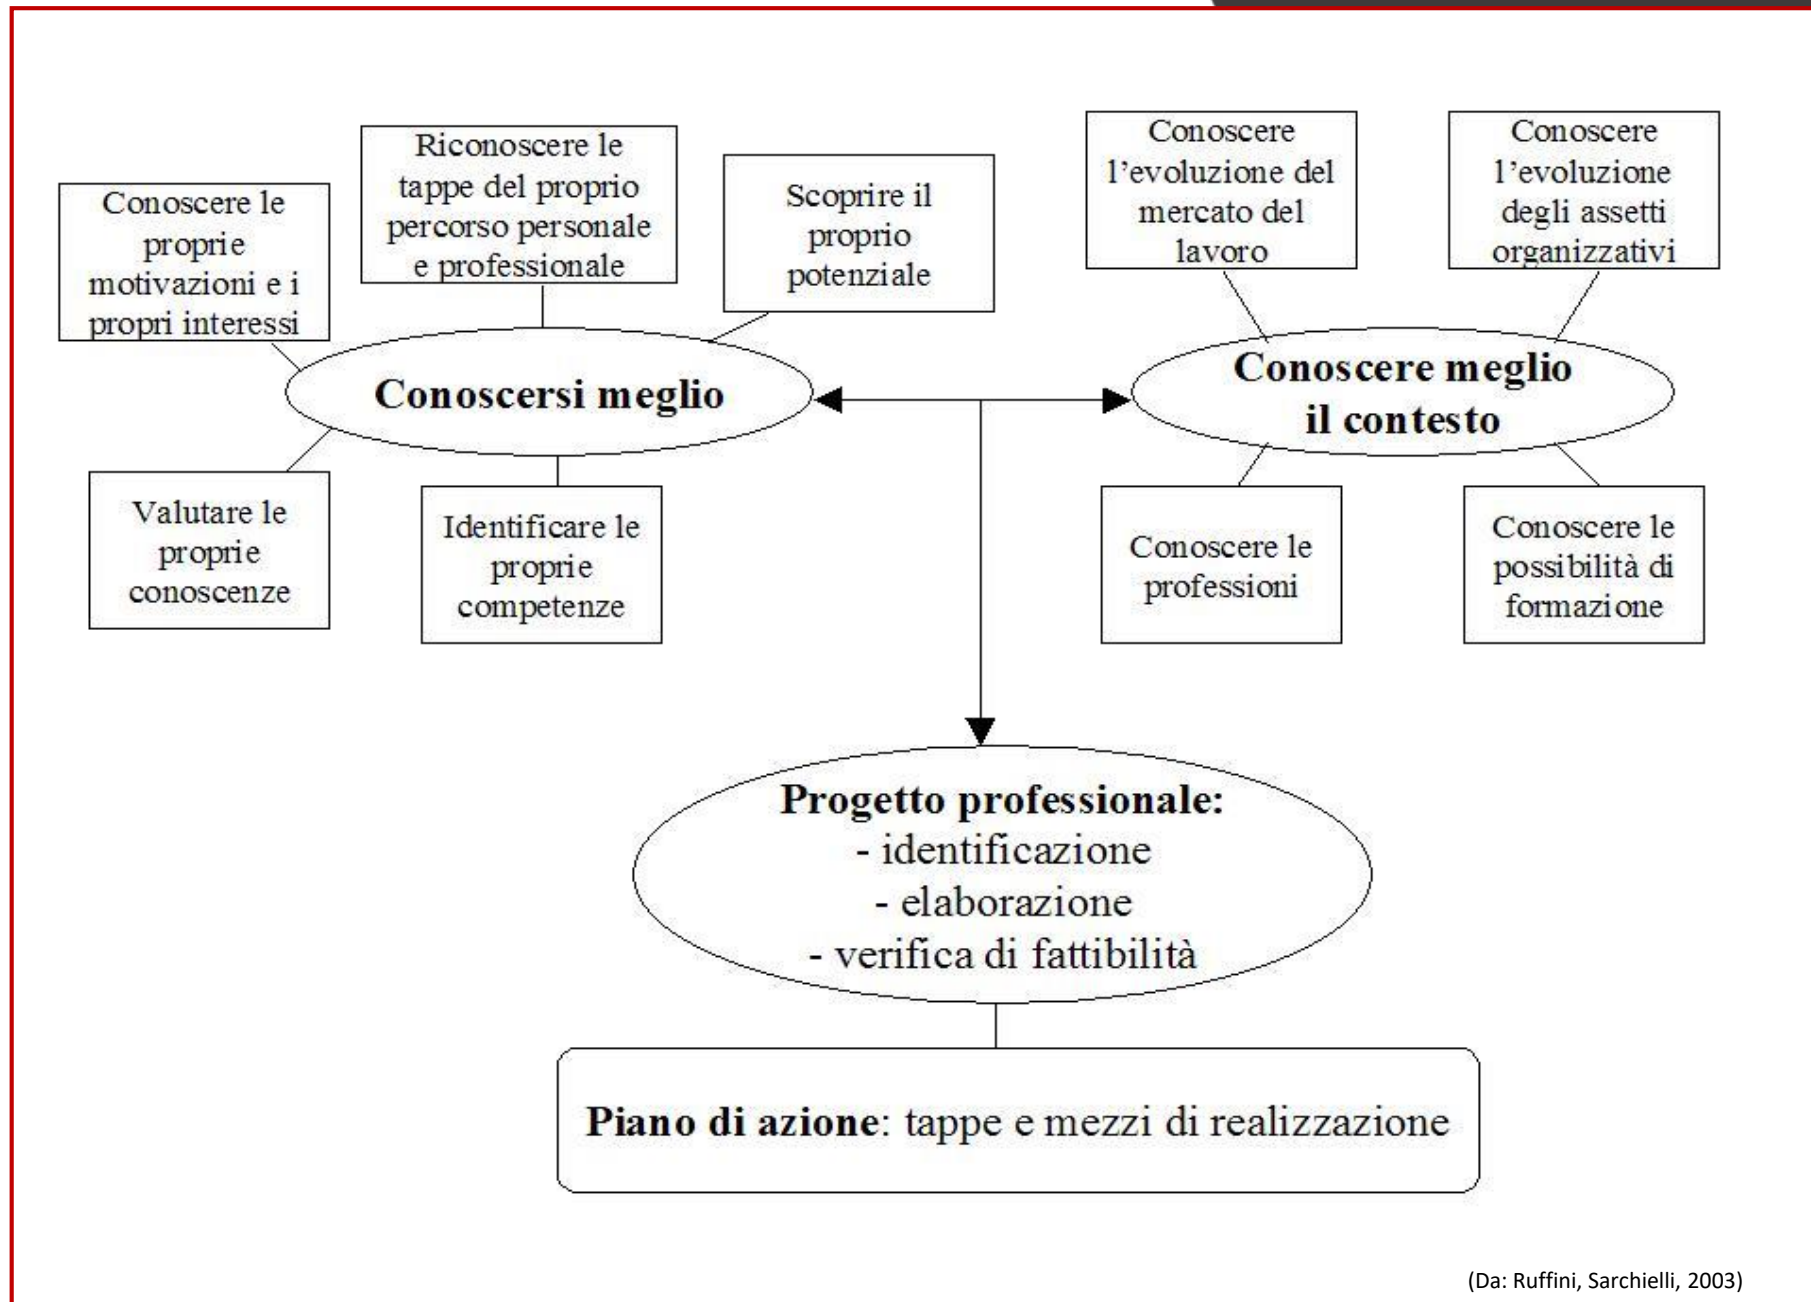 Conoscere le
proprie
motivazioni e i
propri interessi
Riconoscere le
tappe del proprio
percorso personale
e professionale
Scoprire il
proprio
potenziale
Conoscere
l'evoluzione del
mercato del
lavoro
Conoscere
l'evoluzione
degli assetti
organizzativi
Conoscersi meglio
Conoscere meglio
il contesto
Valutare le
proprie
conoscenze
Identificare le
proprie
competenze
Conoscere le
professioni
Conoscere le
possibilità di
formazione
Progetto professionale:
- identificazione
- elaborazione
- verifica di fattibilità
Piano di azione: tappe e mezzi di realizzazione
(Da: Ruffini, Sarchielli, 2003)